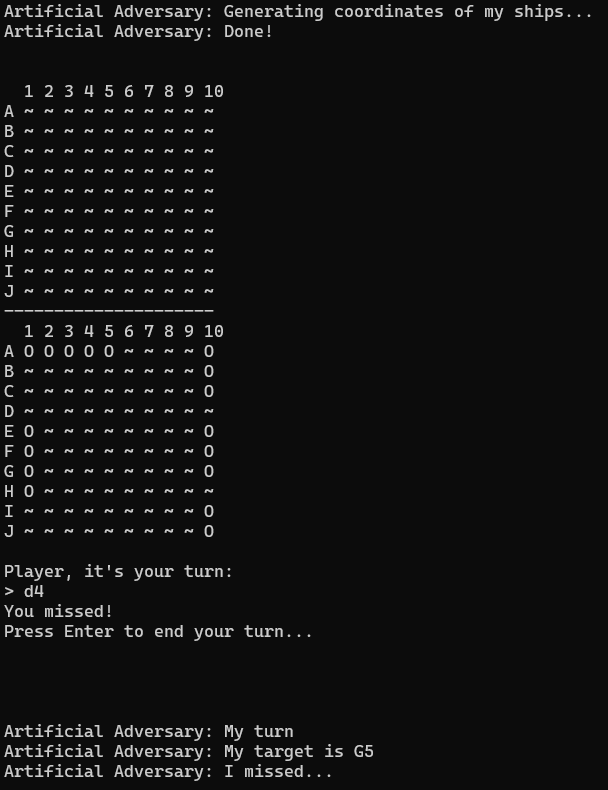 Artificial Adversary: Generating coordinates of my ships...
Artificial Adversary: Done!
  1 2 3 4 5 6 7 8 9 10
A ~ ~ ~ ~ ~ ~ ~ ~ ~ ~
B ~ ~ ~ ~ ~ ~ ~ ~ ~ ~
C ~ ~ ~ ~ ~ ~ ~ ~ ~ ~
D ~ ~ ~ ~ ~ ~ ~ ~ ~ ~
E ~ ~ ~ ~ ~ ~ ~ ~ ~ ~
F ~ ~ ~ ~ ~ ~ ~ ~ ~ ~
G ~ ~ ~ ~ ~ ~ ~ ~ ~ ~
H ~ ~ ~ ~ ~ ~ ~ ~ ~ ~
I ~ ~ ~ ~ ~ ~ ~ ~ ~ ~
J ~ ~ ~ ~ ~ ~ ~ ~ ~ ~
---------------------
  1 2 3 4 5 6 7 8 9 10
A O O O O O ~ ~ ~ ~ O
B ~ ~ ~ ~ ~ ~ ~ ~ ~ O
C ~ ~ ~ ~ ~ ~ ~ ~ ~ O
D ~ ~ ~ ~ ~ ~ ~ ~ ~ ~
E O ~ ~ ~ ~ ~ ~ ~ ~ O
F O ~ ~ ~ ~ ~ ~ ~ ~ O
G O ~ ~ ~ ~ ~ ~ ~ ~ O
H O ~ ~ ~ ~ ~ ~ ~ ~ ~
I ~ ~ ~ ~ ~ ~ ~ ~ ~ O
J ~ ~ ~ ~ ~ ~ ~ ~ ~ O
Player, it's your turn:
> d4
You missed!
Press Enter to end your turn...
Artificial Adversary: My turn
Artificial Adversary: My target is G5
Artificial Adversary: I missed...